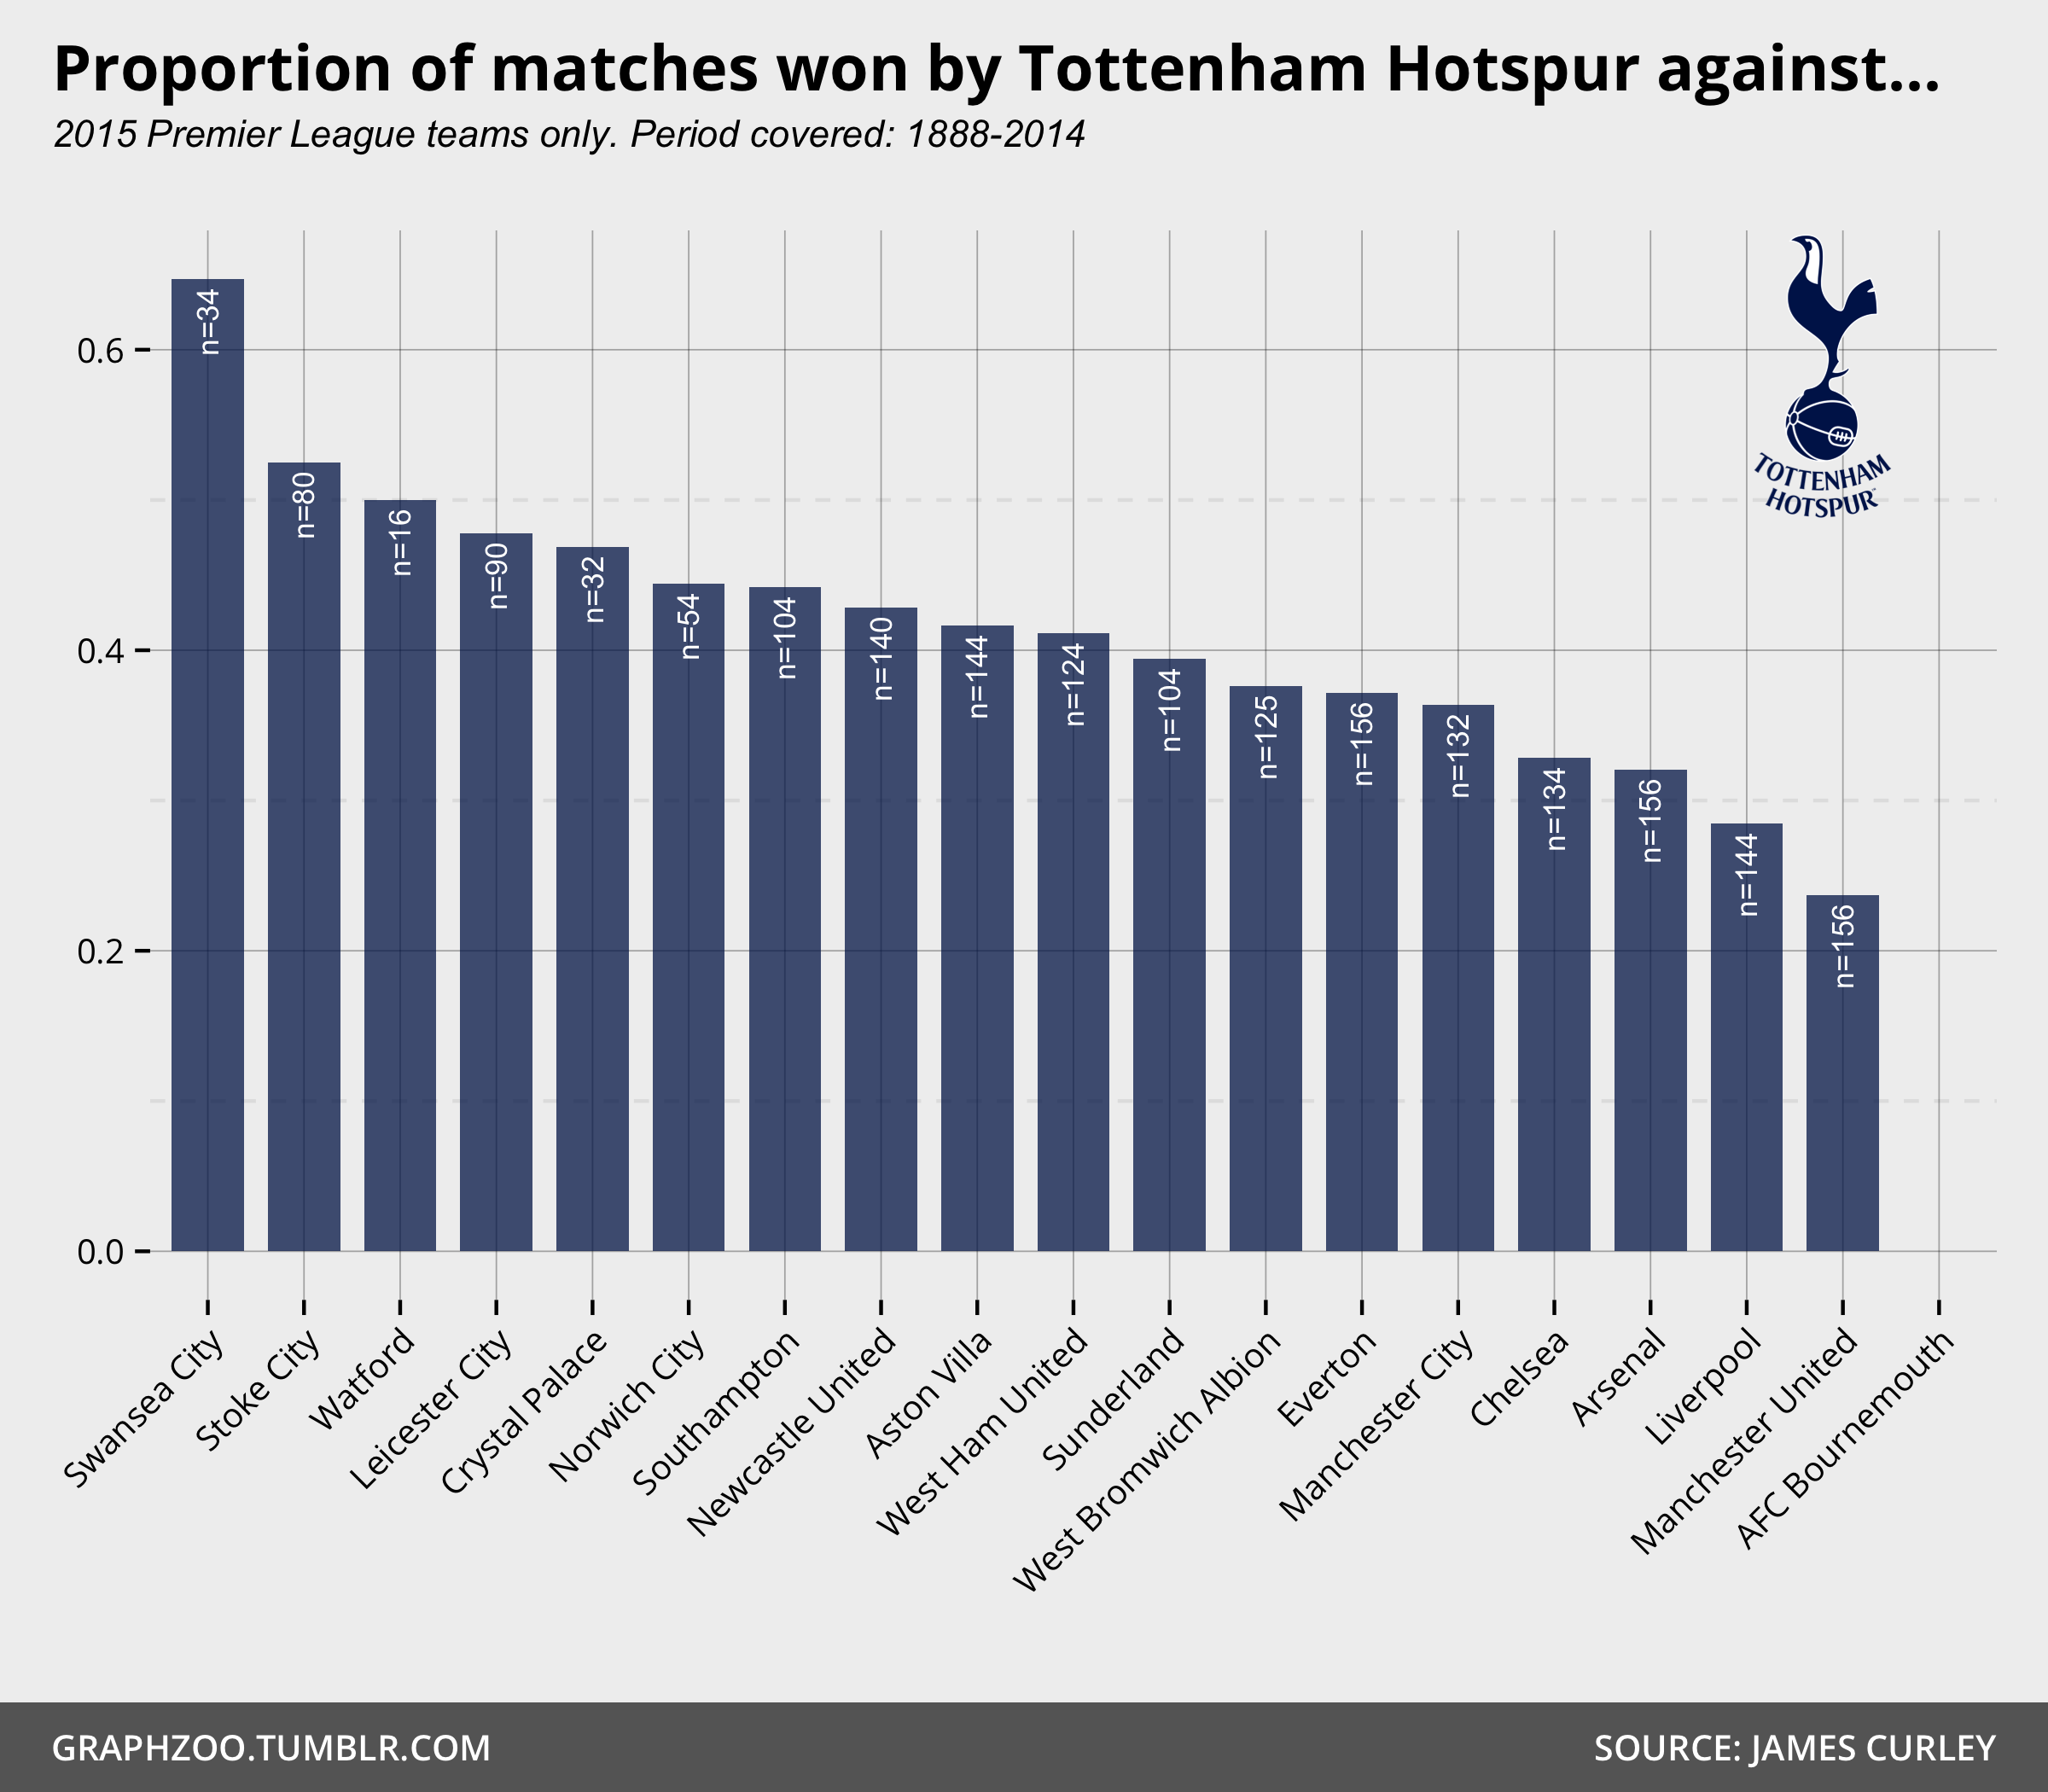 Proportion of matches won by Tottenham Hotspur against...
2015 Premier League teams only. Period covered: 1888-2014
0.6
0.4
0.2
0.0
n=34
n=80
n=16
n=90
n=32
n=54
n=104
n=140
n=144
n=124
n=104
n=125
n=156
n=132
n=134
n=156
n=144
n=156
TOTTENHAM
HOTSPUR
Swansea City
Stoke City
Watford
Leicester City
Crystal Palace
Norwich City
Southampton
Newcastle United
Aston Villa
West Ham United
Sunderland
West Bromwich Albion
Everton
Manchester City
Chelsea
Arsenal
Liverpool
Manchester United
AFC Bournemouth
GRAPHZOO.TUMBLR.COM
SOURCE: JAMES CURLEY